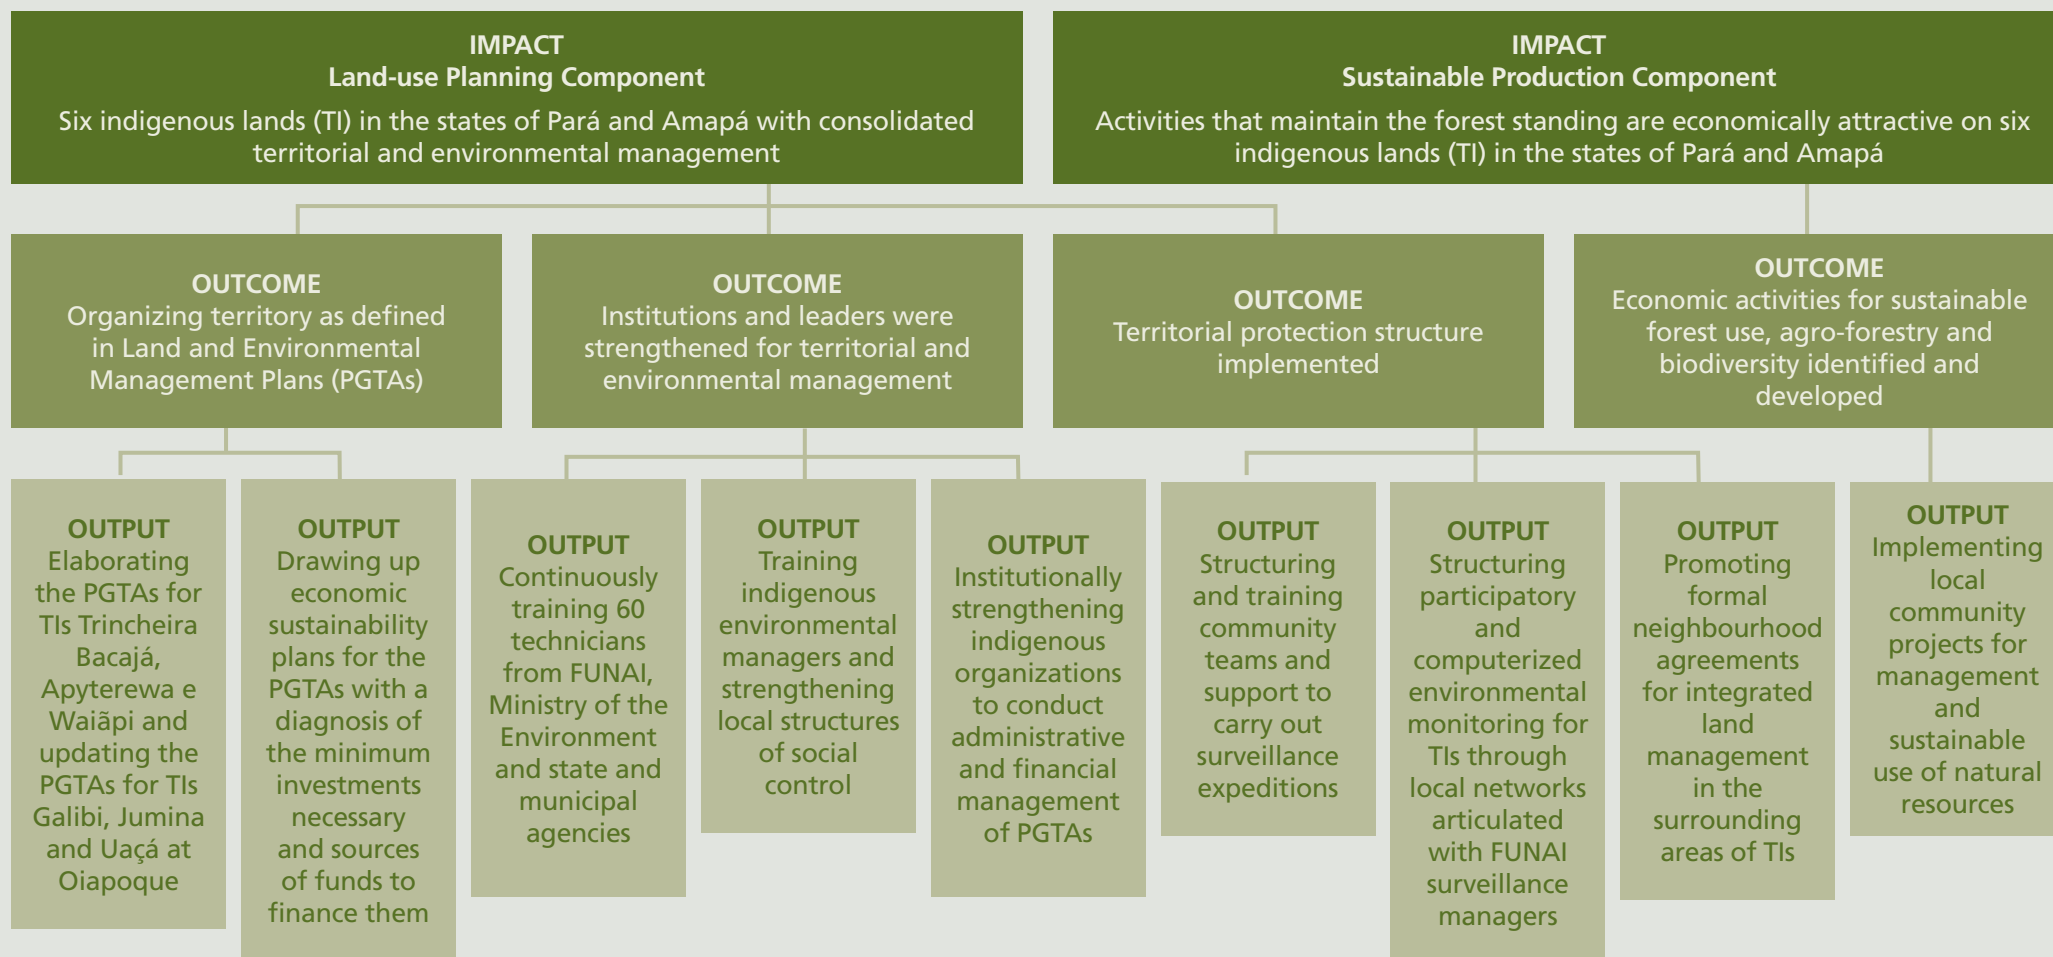 IMPACT
Land-use Planning Component
Six indigenous lands (TI) in the states of Pará and Amapá with consolidated
territorial and environmental management
IMPACT
Sustainable Production Component
Activities that maintain the forest standing are economically attractive on six
indigenous lands (TI) in the states of Pará and Amapá
OUTCOME
Organizing territory as defined
in Land and Environmental
Management Plans (PGTAs)
OUTCOME
Institutions and leaders were
strengthened for territorial and
environmental management
OUTCOME
Territorial protection structure
implemented
OUTCOME
Economic activities for sustainable
forest use, agro-forestry and
biodiversity identified and
developed
OUTPUT
Elaborating
the PGTAs for
TIs Trincheira
Bacajá,
Apyterewa e
Waiãpi and
updating the
PGTAs for TIs
Galibi, Jumina
and Uaçá at
Oiapoque
OUTPUT
Drawing up
economic
sustainability
plans for the
PGTAs with a
diagnosis of
the minimum
investments
necessary
and sources
of funds to
finance them
OUTPUT
Continuously
training 60
technicians
from FUNAI,
Ministry of the
Environment
and state and
municipal
agencies
OUTPUT
Training
indigenous
environmental
managers and
strengthening
local structures
of social
control
OUTPUT
Institutionally
strengthening
indigenous
organizations
to conduct
administrative
and financial
management
of PGTAs
OUTPUT
Structuring
and training
community
teams and
support to
carry out
surveillance
expeditions
OUTPUT
Structuring
participatory
and
computerized
environmental
monitoring for
TIs through
local networks
articulated
with FUNAI
surveillance
managers
OUTPUT
Promoting
formal
neighbourhood
agreements
for integrated
land
management
in the
surrounding
areas of TIs
OUTPUT
Implementing
local
community
projects for
management
and
sustainable
use of natural
resources